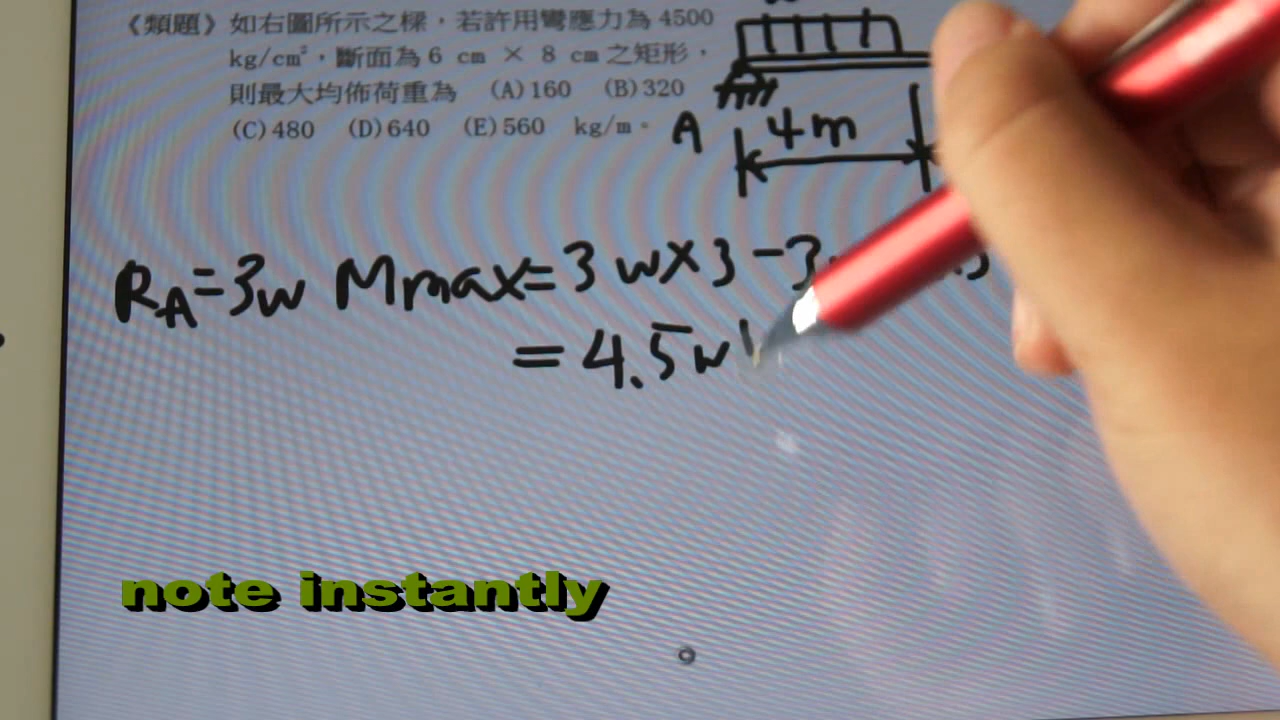 《類題》如右圖所示之樑，若許用彎應力為 4500
kg/cm²，斷面為 6 cm × 8 cm 之矩形，
則最大均佈荷重為 (A)160 (B)320
(C)480 (D)640 (E)560 kg/m。
A
4m
RA=3w Mmax=3w×3-3
=4.5w
note instantly